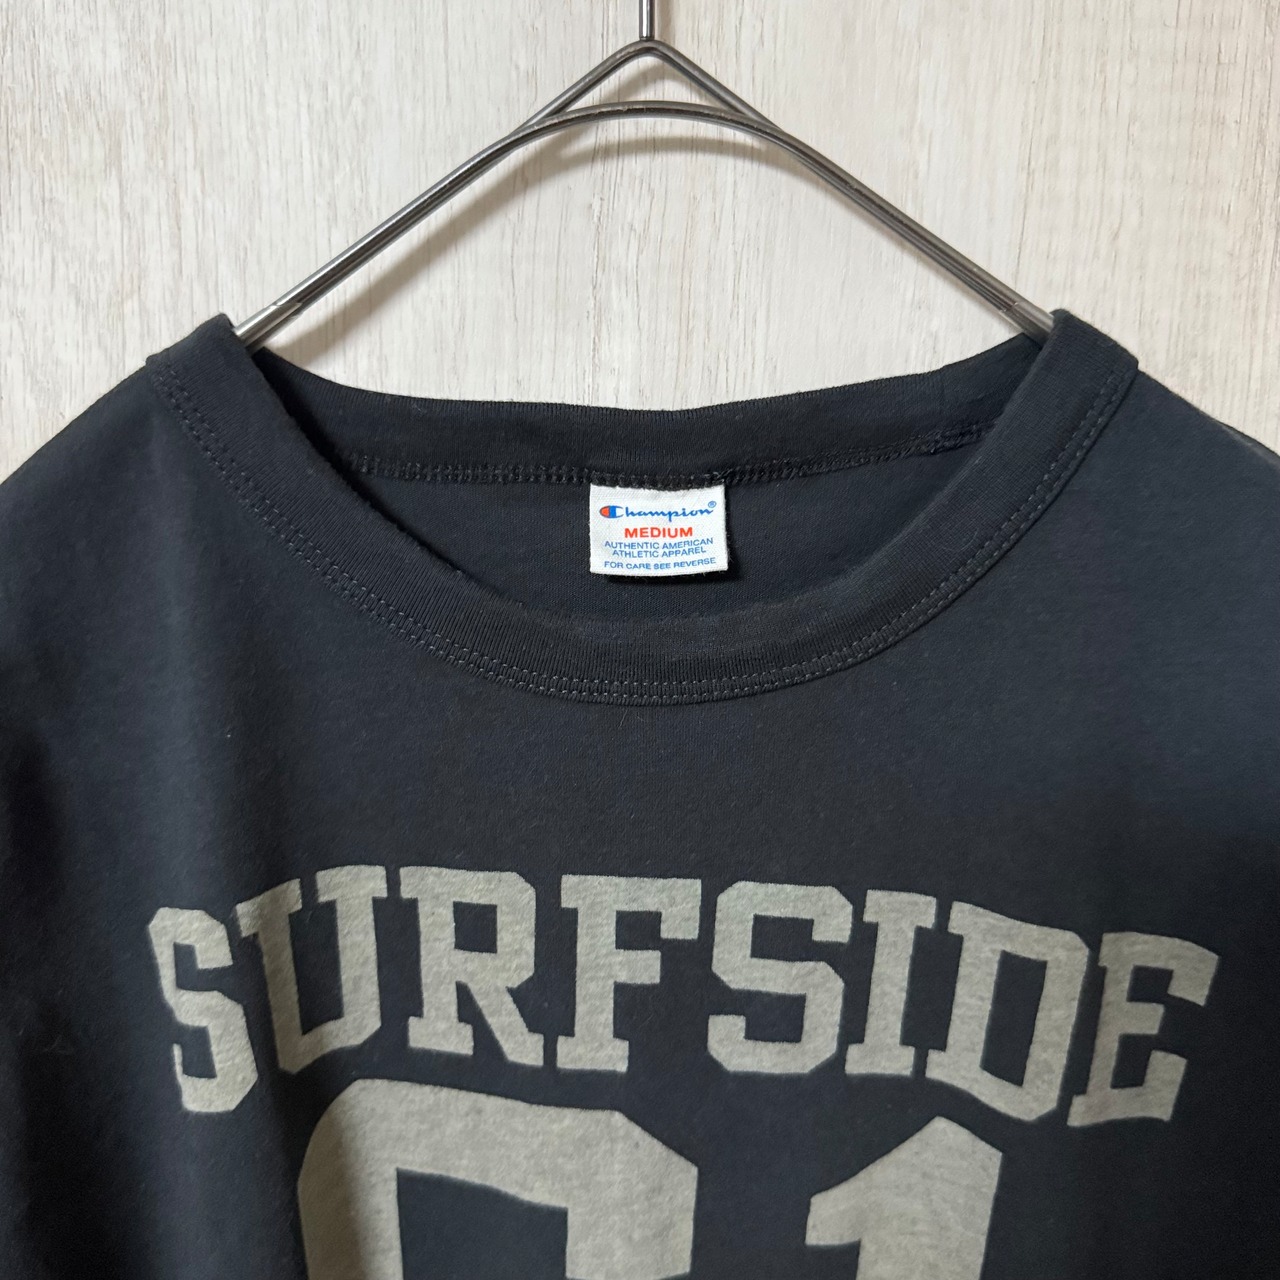 Champion®
MEDIUM
AUTHENTIC AMERICAN
ATHLETIC APPAREL
FOR CARE SEE REVERSE
SURFSIDE